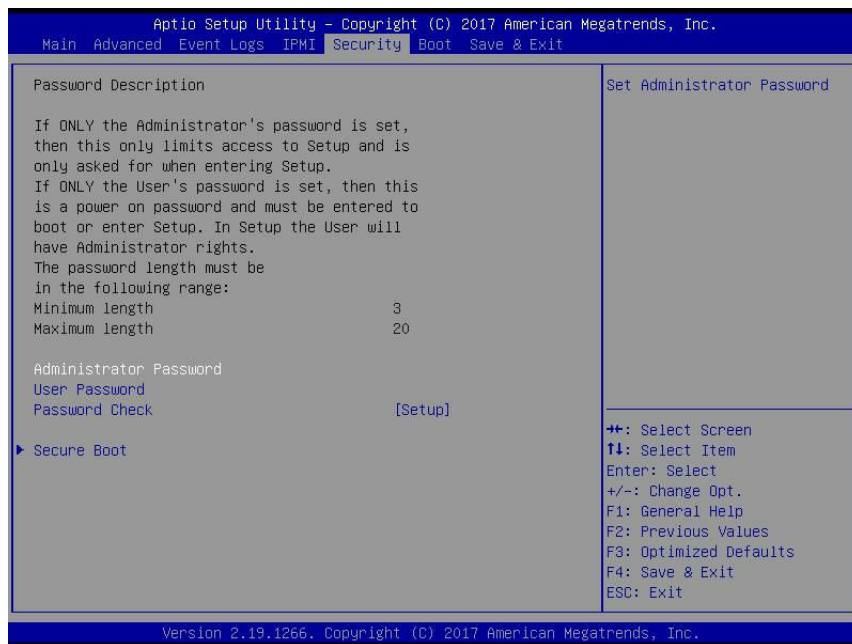 Aptio Setup Utility – Copyright (C) 2017 American Megatrends, Inc.
Main Advanced Event Logs IPMI Security Boot Save & Exit
Password Description
If ONLY the Administrator's password is set,
then this only limits access to Setup and is
only asked for when entering Setup.
If ONLY the User's password is set, then this
is a power on password and must be entered to
boot or enter Setup. In Setup the User will
have Administrator rights.
The password length must be
in the following range:
Minimum length 3
Maximum length 20
Administrator Password
User Password
Password Check [Setup]
Secure Boot
Set Administrator Password
→←: Select Screen
↑↓: Select Item
Enter: Select
+/-: Change Opt.
F1: General Help
F2: Previous Values
F3: Optimized Defaults
F4: Save & Exit
ESC: Exit
Version 2.19.1266. Copyright (C) 2017 American Megatrends, Inc.